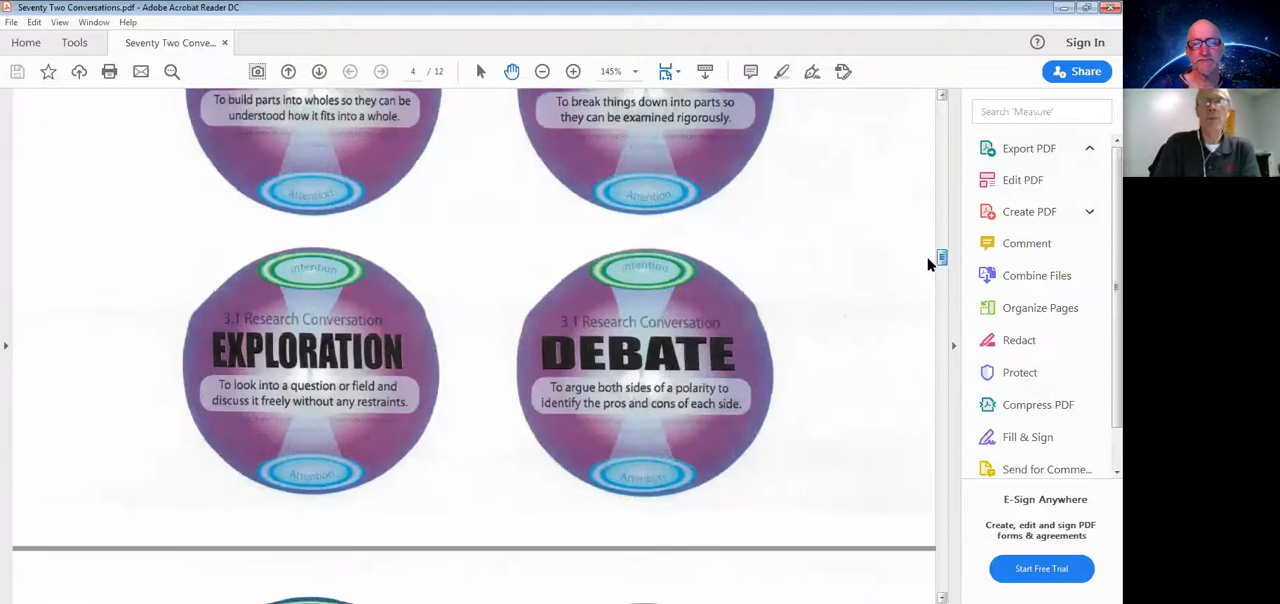 Seventy Two Conversations.pdf - Adobe Acrobat Reader DC
File Edit View Window Help
Home Tools Seventy Two Conve... × Sign In
4 / 12 145% Share
To build parts into wholes so they can be
understood how it fits into a whole.
Attention
To break things down into parts so
they can be examined rigorously.
Attention
Intention
3.1 Research Conversation
EXPLORATION
To look into a question or field and
discuss it freely without any restraints.
Attention
Intention
3.1 Research Conversation
DEBATE
To argue both sides of a polarity to
identify the pros and cons of each side.
Attention
Search 'Measure'
Export PDF
Edit PDF
Create PDF
Comment
Combine Files
Organize Pages
Redact
Protect
Compress PDF
Fill & Sign
Send for Comme...
E-Sign Anywhere
Create, edit and sign PDF
forms & agreements
Start Free Trial